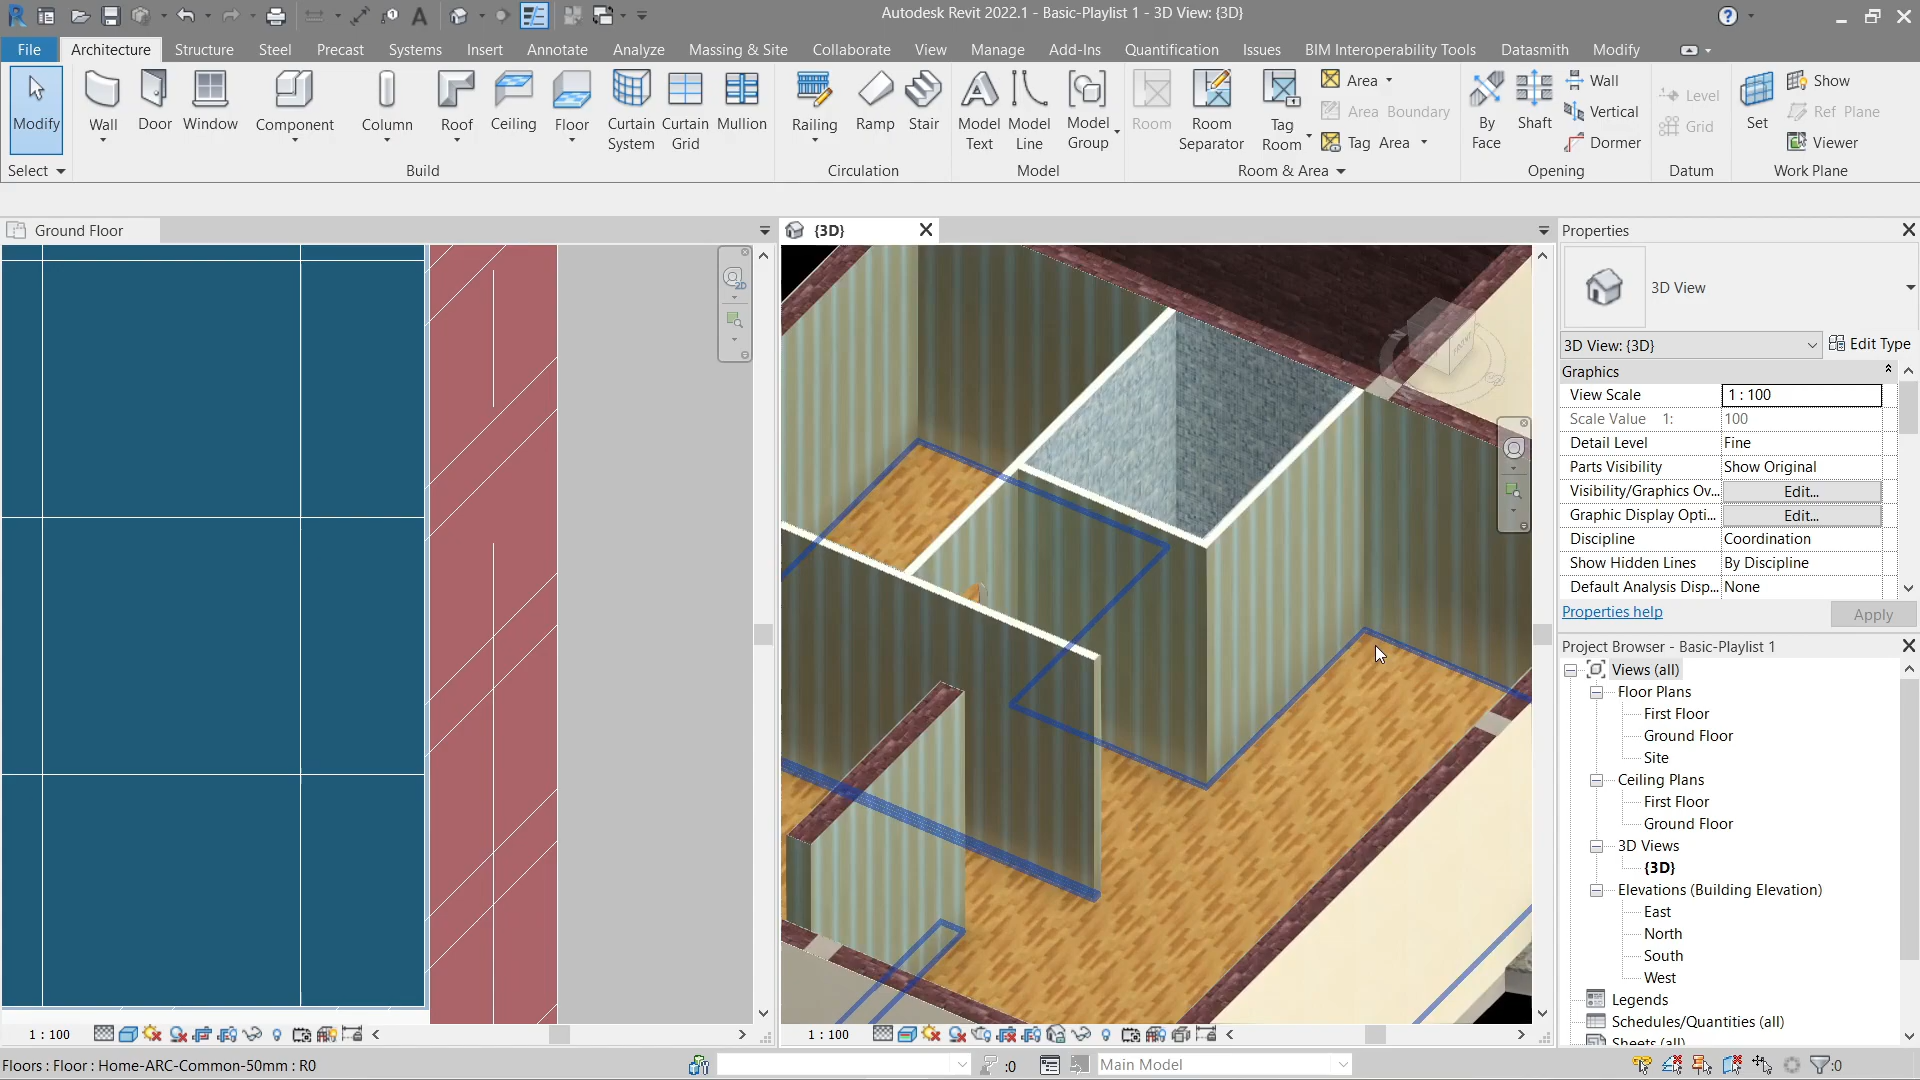 Autodesk Revit 2022.1 - Basic-Playlist 1 - 3D View: {3D}
File Architecture Structure Steel Precast Systems Insert Annotate Analyze Massing & Site Collaborate View Manage Add-Ins Quantification Issues BIM Interoperability Tools Datasmith Modify
Modify
Wall
Door
Window
Component
Column
Roof
Ceiling
Floor
Curtain System
Curtain Grid
Mullion
Railing
Ramp
Stair
Model Text
Model Line
Model Group
Room
Room Separator
Tag Room
Area
Area Boundary
Tag Area
By Face
Shaft
Wall
Vertical
Dormer
Level
Grid
Set
Show
Ref Plane
Viewer
Select
Build
Circulation
Model
Room & Area
Opening
Datum
Work Plane
Ground Floor
{3D}
Properties
3D View
3D View: {3D}
Edit Type
Graphics
View Scale 1 : 100
Scale Value 1: 100
Detail Level Fine
Parts Visibility Show Original
Visibility/Graphics Ov... Edit...
Graphic Display Opti... Edit...
Discipline Coordination
Show Hidden Lines By Discipline
Default Analysis Disp... None
Properties help
Apply
Project Browser - Basic-Playlist 1
Views (all)
Floor Plans
First Floor
Ground Floor
Site
Ceiling Plans
First Floor
Ground Floor
3D Views
{3D}
Elevations (Building Elevation)
East
North
South
West
Legends
Schedules/Quantities (all)
Sheets (all)
1 : 100
1 : 100
Floors : Floor : Home-ARC-Common-50mm : R0
:0
Main Model
:0